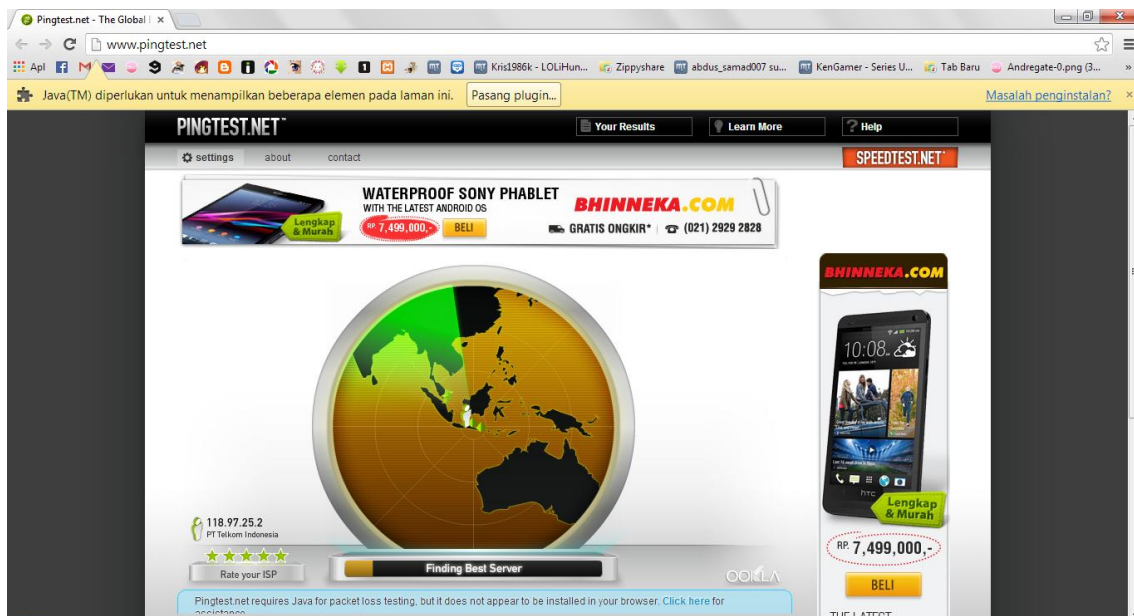 Pingtest.net - The Global
www.pingtest.net
Apl
Kris1986k - LOLiHun...
Zippyshare
abdus_samad007 su...
KenGamer - Series U...
Tab Baru
Andregate-0.png (3...
»
Java(TM) diperlukan untuk menampilkan beberapa elemen pada laman ini.
Pasang plugin...
Masalah penginstalan?
PINGTEST.NET
Your Results
Learn More
? Help
settings
about
contact
SPEEDTEST.NET
WATERPROOF SONY PHABLET
WITH THE LATEST ANDROID OS
RP. 7,499,000,-
BELI
Lengkap
& Murah
BHINNEKA.COM
GRATIS ONGKIR* | (021) 2929 2828
BHINNEKA.COM
10:08
hTC
Lengkap
& Murah
RP. 7,499,000,-
BELI
THE LATEST
118.97.25.2
PT Telkom Indonesia
Rate your ISP
Finding Best Server
OOKLA
Pingtest.net requires Java for packet loss testing, but it does not appear to be installed in your browser. Click here for
assistance